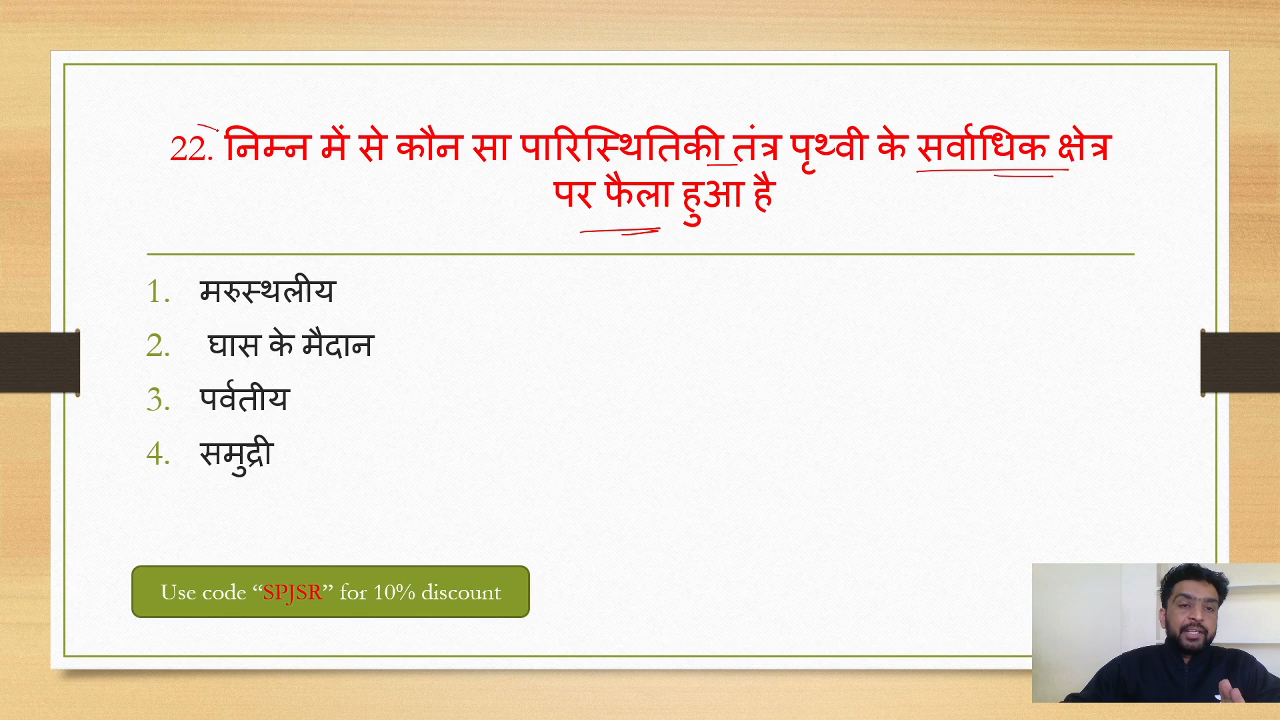 22. निम्न में से कौन सा पारिस्थितिकी तंत्र पृथ्वी के सर्वाधिक क्षेत्र
पर फैला हुआ है
1. मरुस्थलीय
2. घास के मैदान
3. पर्वतीय
4. समुद्री
Use code “SPJSR” for 10% discount